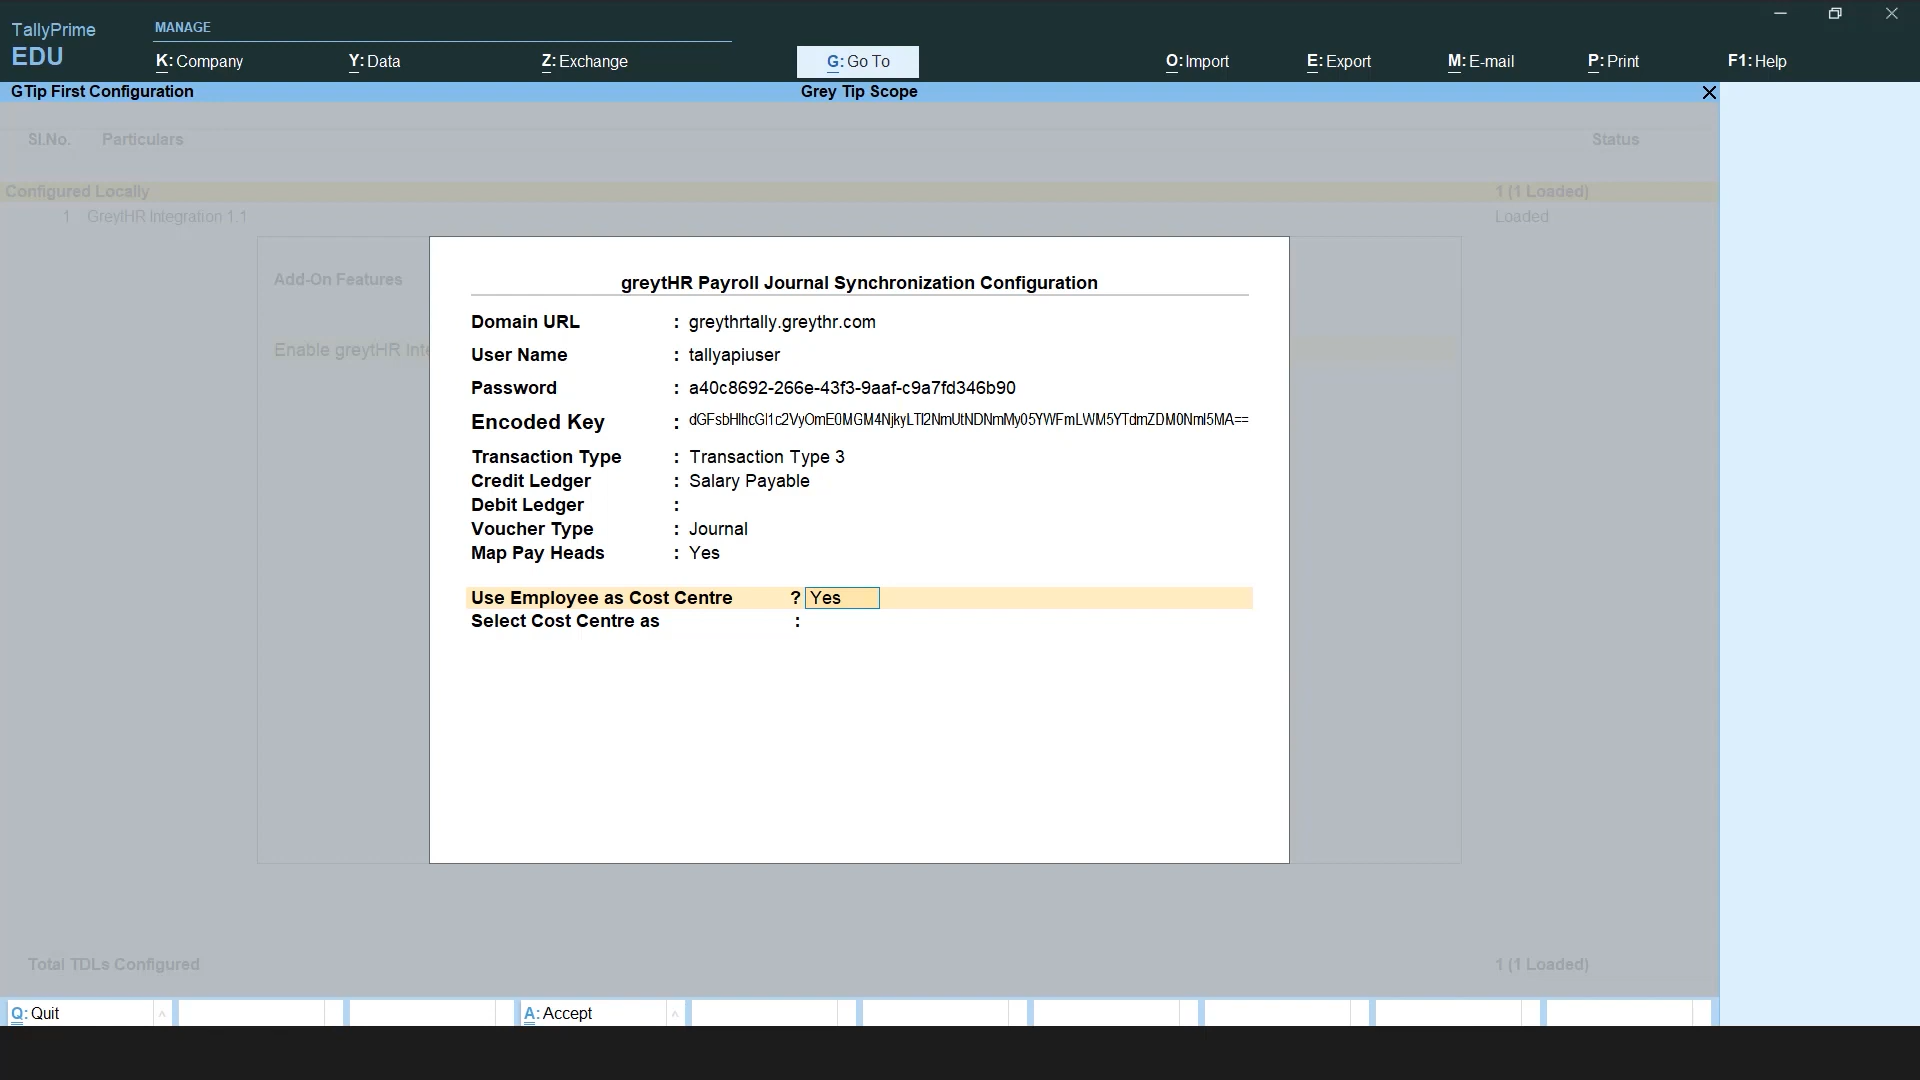 TallyPrime
EDU
MANAGE
K: Company
Y: Data
Z: Exchange
G: Go To
O: Import
E: Export
M: E-mail
P: Print
F1: Help
GTip First Configuration
Grey Tip Scope
Sl.No. Particulars Status
Configured Locally 1 (1 Loaded)
1 GreytHR Integration 1.1 Loaded
Add-On Features
Enable greytHR Inte
greytHR Payroll Journal Synchronization Configuration
Domain URL : greythrtally.greythr.com
User Name : tallyapiuser
Password : a40c8692-266e-43f3-9aaf-c9a7fd346b90
Encoded Key :
Transaction Type : Transaction Type 3
Credit Ledger : Salary Payable
Debit Ledger :
Voucher Type : Journal
Map Pay Heads : Yes
Use Employee as Cost Centre ? Yes
Select Cost Centre as :
Total TDLs Configured 1 (1 Loaded)
Q: Quit
A: Accept